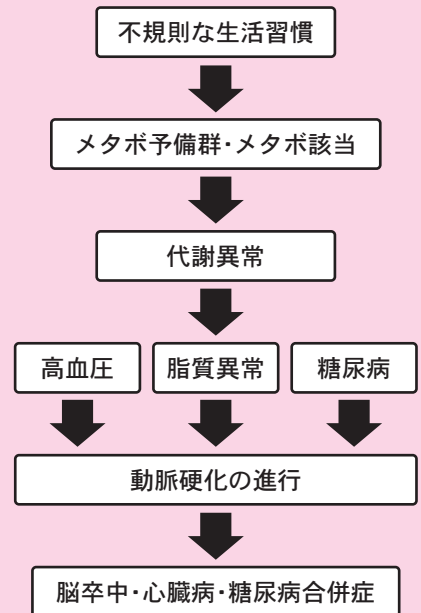 不規則な生活習慣
メタボ予備群・メタボ該当
代謝異常
高血圧
脂質異常
糖尿病
動脈硬化の進行
脳卒中・心臓病・糖尿病合併症